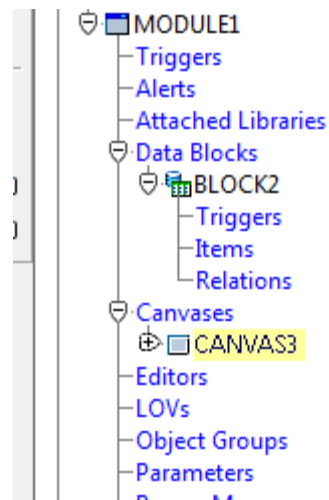 MODULE1
Triggers
Alerts
Attached Libraries
Data Blocks
BLOCK2
Triggers
Items
Relations
Canvases
CANVAS3
Editors
LOVs
Object Groups
Parameters